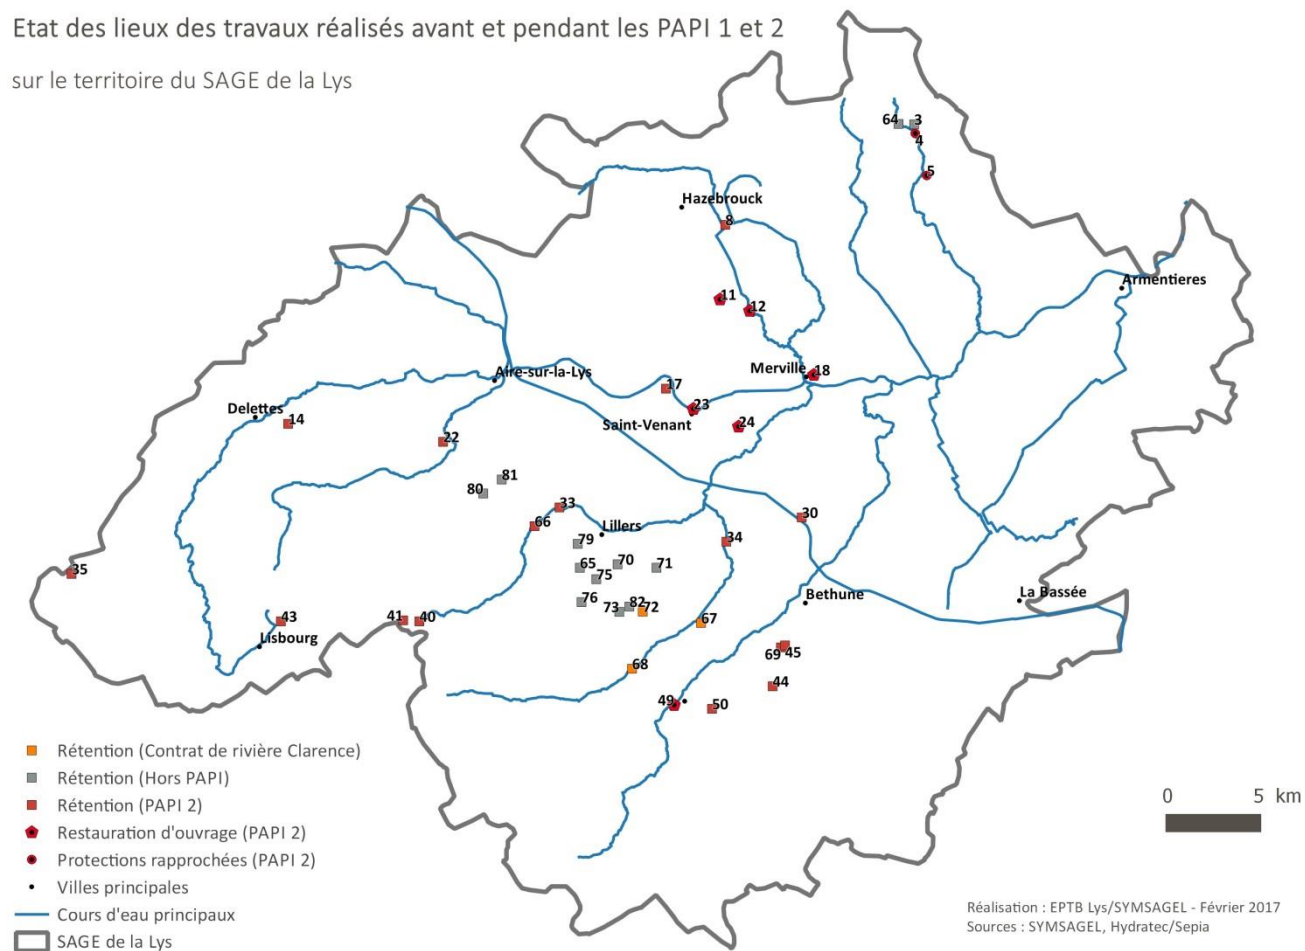 Etat des lieux des travaux réalisés avant et pendant les PAPI 1 et 2
sur le territoire du SAGE de la Lys
64 3
4
5
Hazebrouck
8
Armentieres
11
12
Merville 18
Aire-sur-la-Lys
17
23
Saint-Venant
24
Delettes
14
22
81
80
33
66
Lillers
30
34
79
65
70
71
75
35
76
73 82 72
Bethune
La Bassée
43
41 40
67
Lisbourg
69 45
68
44
49
50
Rétention (Contrat de rivière Clarence)
Rétention (Hors PAPI)
Rétention (PAPI 2)
Restauration d'ouvrage (PAPI 2)
Protections rapprochées (PAPI 2)
Villes principales
Cours d'eau principaux
SAGE de la Lys
0 5 km
Réalisation : EPTB Lys/SYMSAGEL - Février 2017
Sources : SYMSAGEL, Hydratec/Sepia